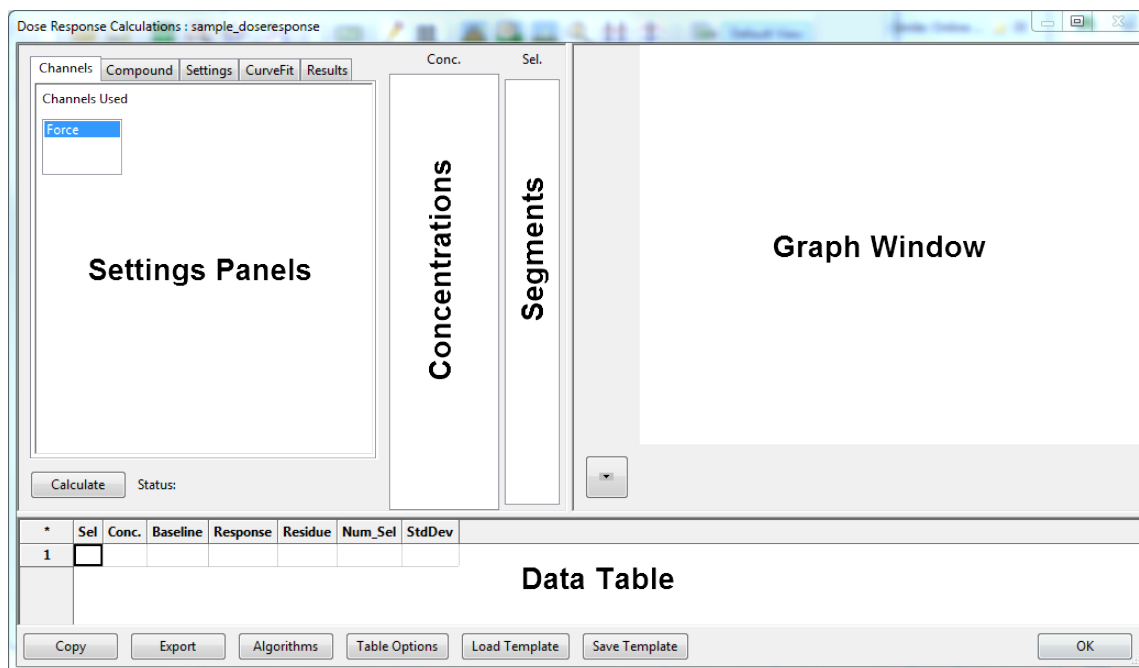 Dose Response Calculations : sample_doseresponse
Default View
Channels Compound Settings CurveFit Results
Conc.
Sel.
Channels Used
Force
Settings Panels
Concentrations
Segments
Graph Window
Calculate
Status:
* Sel Conc. Baseline Response Residue Num_Sel StdDev
1
Data Table
Copy Export Algorithms Table Options Load Template Save Template OK